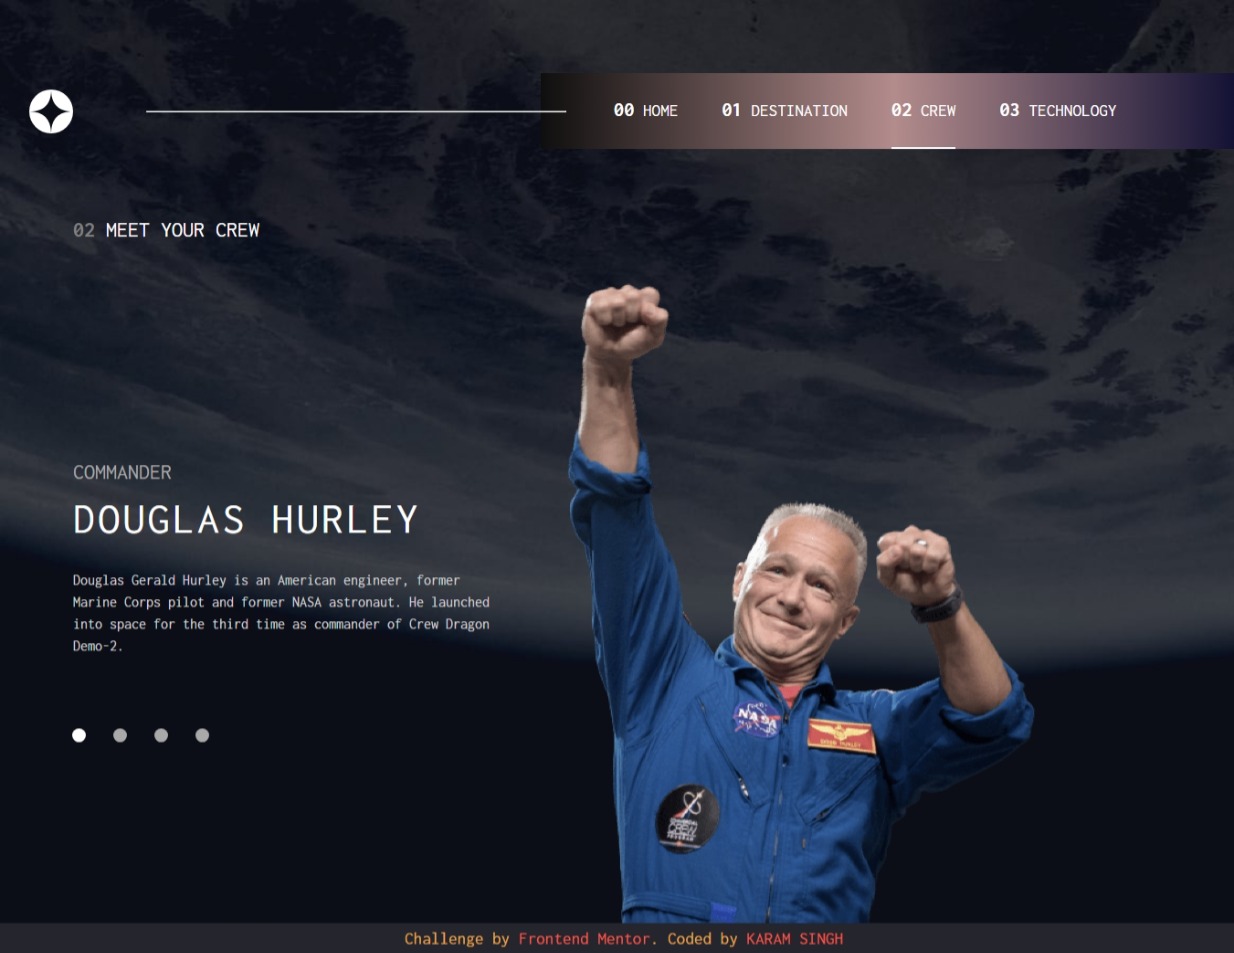 00 HOME 01 DESTINATION 02 CREW 03 TECHNOLOGY
02 MEET YOUR CREW
COMMANDER
DOUGLAS HURLEY
Douglas Gerald Hurley is an American engineer, former
Marine Corps pilot and former NASA astronaut. He launched
into space for the third time as commander of Crew Dragon
Demo-2.
NASA
CREW
Challenge by Frontend Mentor. Coded by KARAM SINGH